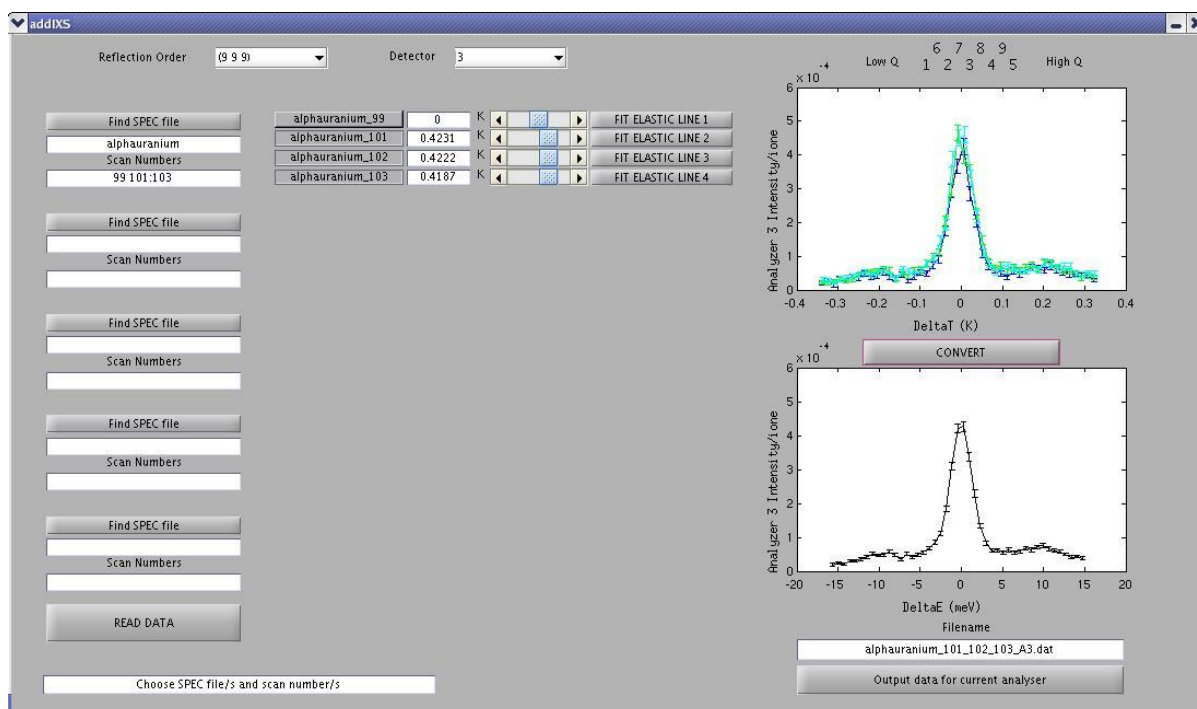 addIXS
Reflection Order (9 9 9) Detector 3
Find SPEC file
alphauranium
Scan Numbers
99 101:103
Find SPEC file
Scan Numbers
Find SPEC file
Scan Numbers
Find SPEC file
Scan Numbers
Find SPEC file
Scan Numbers
READ DATA
Choose SPEC file/s and scan number/s
alphauranium_99 0 K FIT ELASTIC LINE 1
alphauranium_101 0.4231 K FIT ELASTIC LINE 2
alphauranium_102 0.4222 K FIT ELASTIC LINE 3
alphauranium_103 0.4187 K FIT ELASTIC LINE 4
6 7 8 9
Low Q 1 2 3 4 5 High Q
x 10 -4
6
5
4
3
2
1
0
Analyzer 3 Intensity/ione
-0.4 -0.3 -0.2 -0.1 0 0.1 0.2 0.3 0.4
DeltaT (K)
CONVERT
x 10 -4
6
5
4
3
2
1
0
Analyzer 3 Intensity/ione
-20 -15 -10 -5 0 5 10 15 20
DeltaE (meV)
Filename
alphauranium_101_102_103_A3.dat
Output data for current analyser